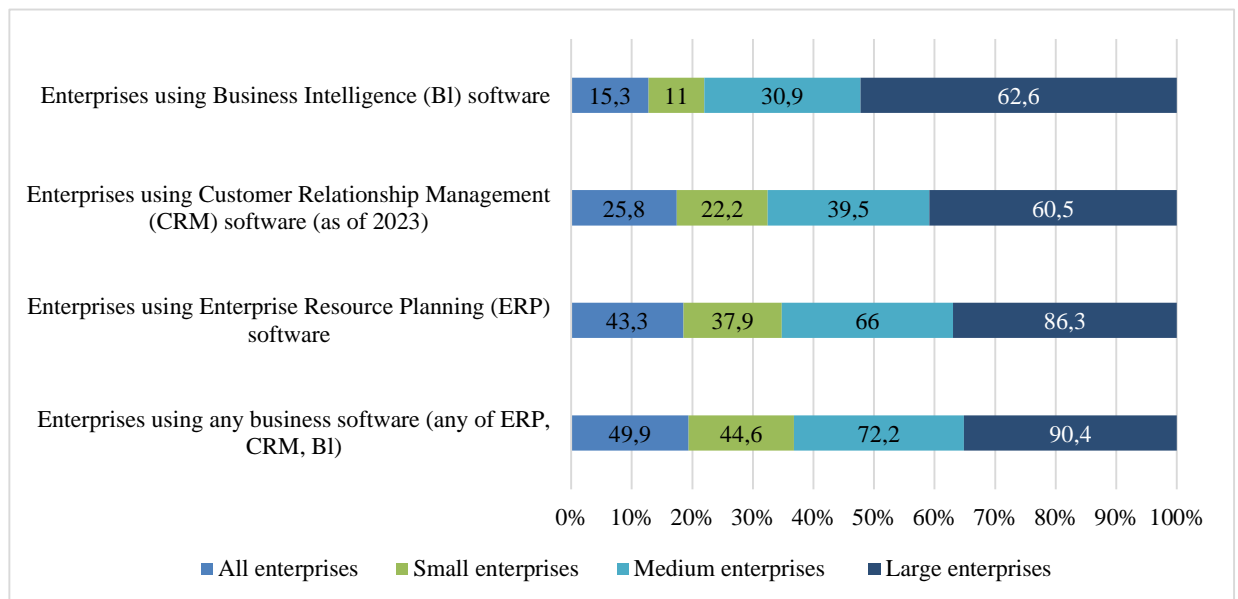 Enterprises using Business Intelligence (Bl) software
15,3 11 30,9 62,6
Enterprises using Customer Relationship Management
(CRM) software (as of 2023)
25,8 22,2 39,5 60,5
Enterprises using Enterprise Resource Planning (ERP)
software
43,3 37,9 66 86,3
Enterprises using any business software (any of ERP,
CRM, Bl)
49,9 44,6 72,2 90,4
0% 10% 20% 30% 40% 50% 60% 70% 80% 90% 100%
All enterprises Small enterprises Medium enterprises Large enterprises